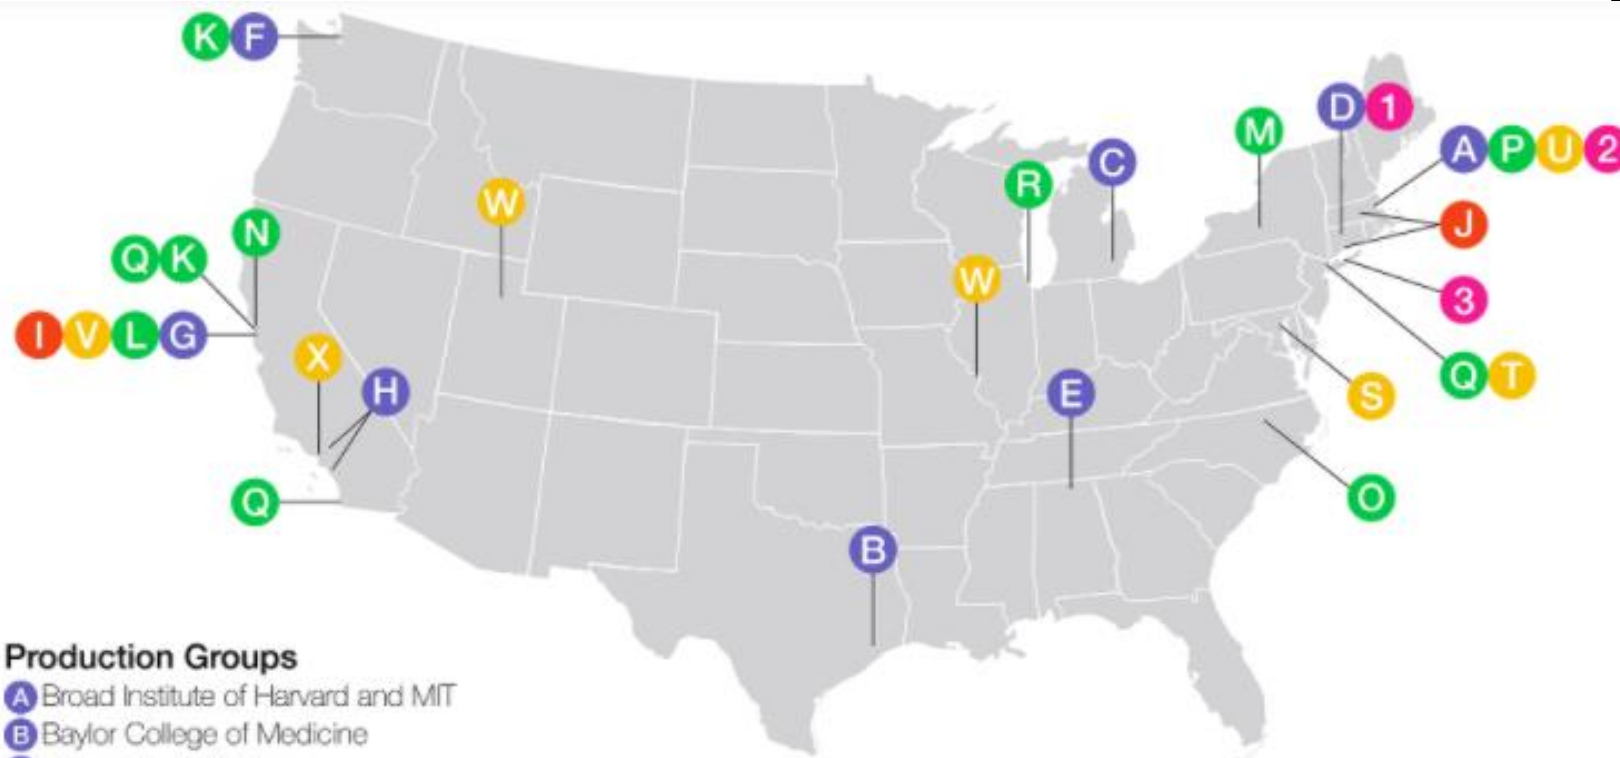 K F
D 1
M
A P U 2
C
R
W
N
J
Q K
W
3
I V L G
X
Q T
H
E
S
Q
O
B
Production Groups
A Broad Institute of Harvard and MIT
B Baylor College of Medicine